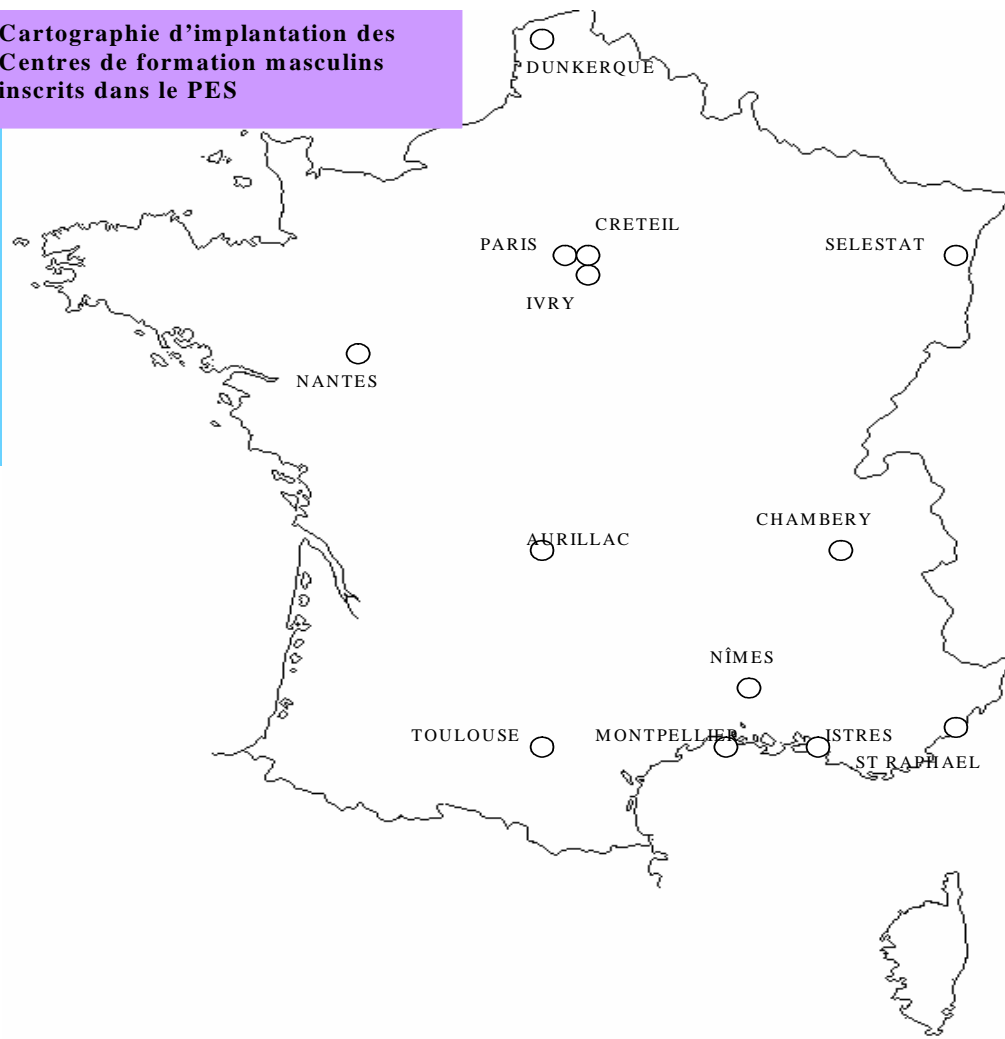 Cartographie d'implantation des
Centres de formation masculins
inscrits dans le PES
DUNKERQUE
CRETEIL
PARIS
SELESTAT
IVRY
NANTES
CHAMBERY
AURILLAC
NÎMES
TOULOUSE
MONTPELLIER
ISTRES
ST RAPHAEL